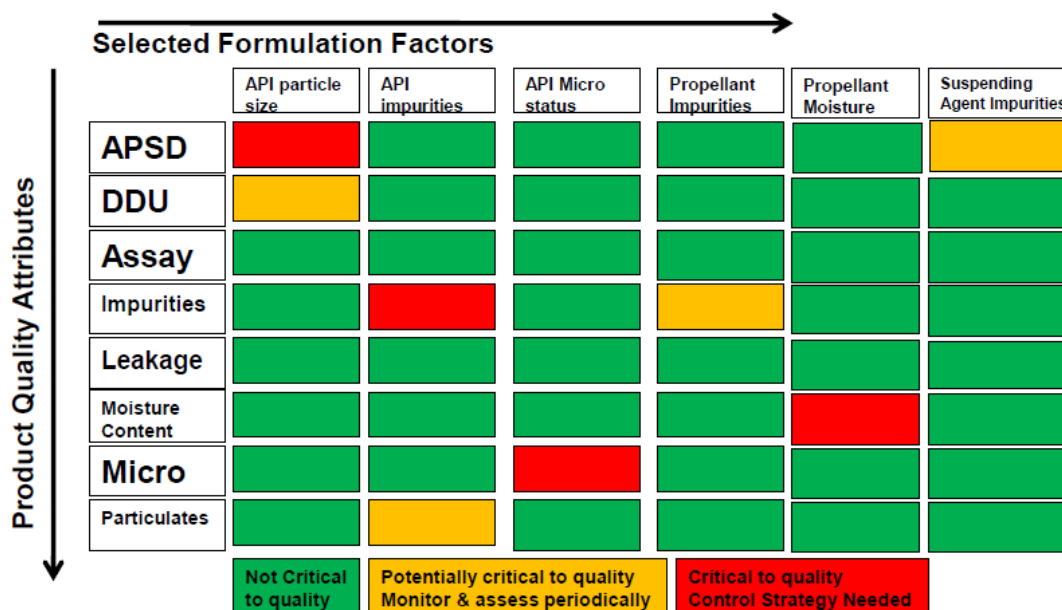 Selected Formulation Factors
Product Quality Attributes
API particle
size
API
impurities
API Micro
status
Propellant
Impurities
Propellant
Moisture
Suspending
Agent Impurities
APSD
DDU
Assay
Impurities
Leakage
Moisture
Content
Micro
Particulates
Not Critical
to quality
Potentially critical to quality
Monitor & assess periodically
Critical to quality
Control Strategy Needed